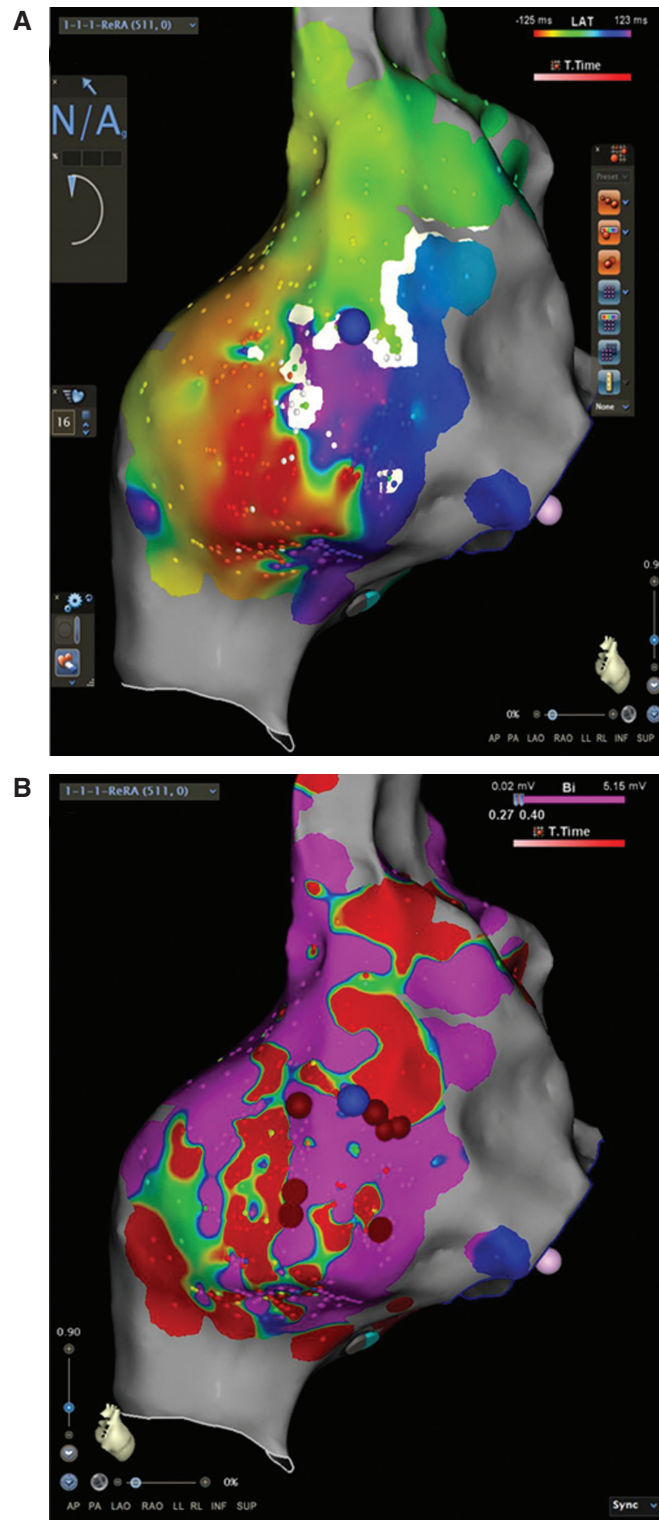 A
1-1-1-ReRA (511, 0)
-125 ms LAT 123 ms
T.Time
N/A
%
Preset
None
16
0.9
0%
AP PA LAO RAO LL RL INF SUP
B
1-1-1-ReRA (511, 0)
0.02 mV Bi 5.15 mV
0.27 0.40
T.Time
0.90
0%
AP PA LAO RAO LL RL INF SUP
Sync